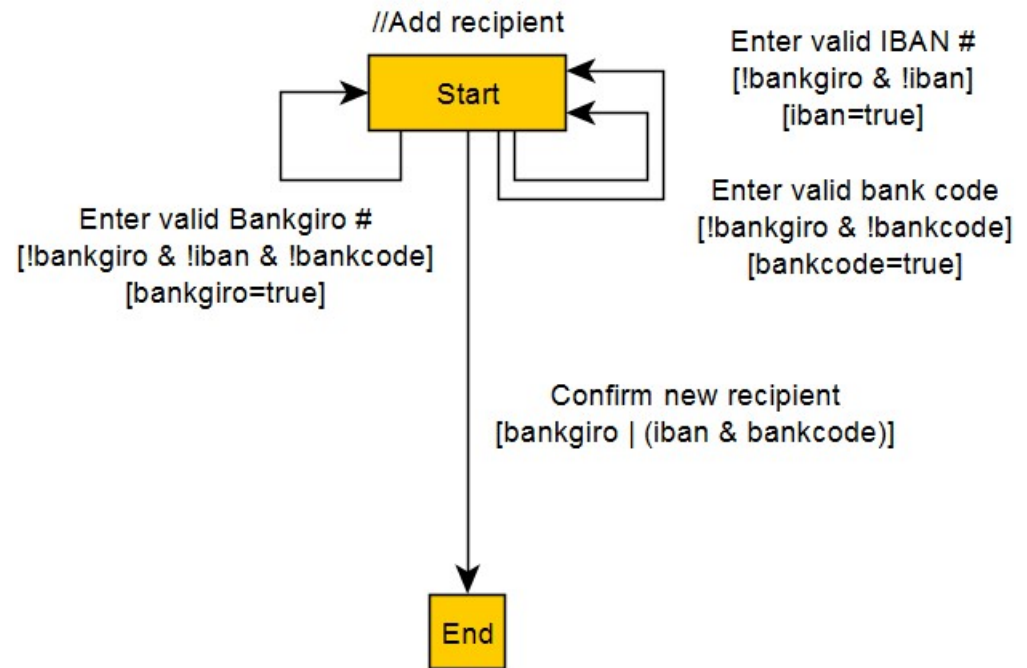 //Add recipient
Start
Enter valid IBAN #
[!bankgiro & !iban]
[iban=true]
Enter valid bank code
[!bankgiro & !bankcode]
[bankcode=true]
Enter valid Bankgiro #
[!bankgiro & !iban & !bankcode]
[bankgiro=true]
Confirm new recipient
[bankgiro | (iban & bankcode)]
End